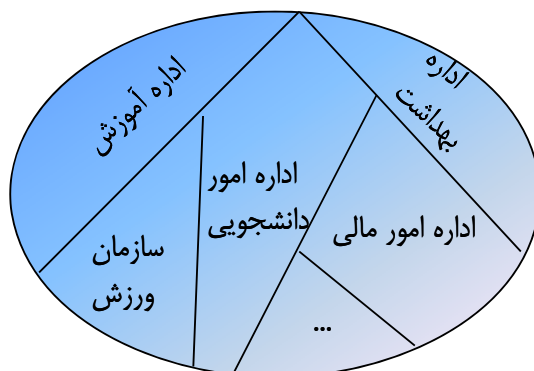 اداره آموزش
اداره
بهداشت
اداره امور
دانشجویی
اداره امور مالی
سازمان
ورزش
...